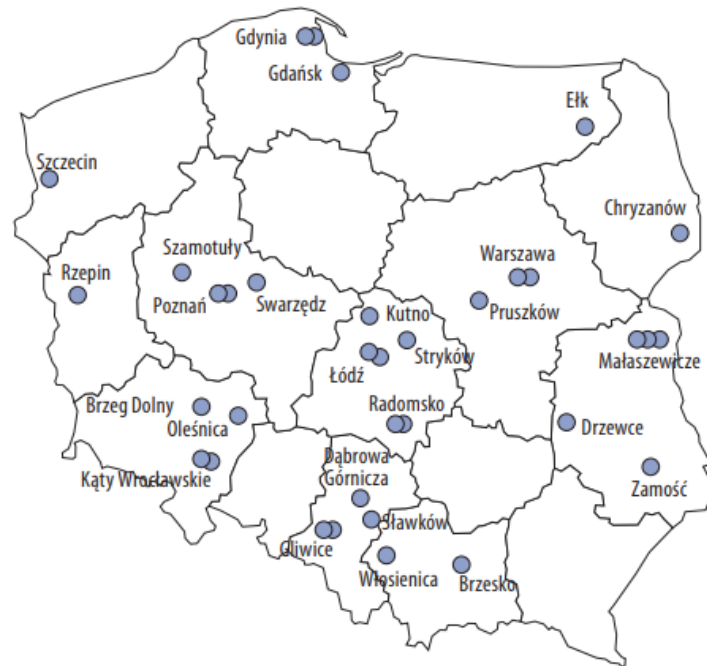 Gdynia
Gdańsk
Ełk
Szczecin
Chryzanów
Szamotuły
Warszawa
Rzepin
Poznań
Swarzędz
Pruszków
Kutno
Stryków
Małaszewicze
Łódź
Brzeg Dolny
Radomsko
Oleśnica
Drzewce
Dąbrowa
Górnicza
Kąty Wrocławskie
Zamość
Sławków
Gliwice
Włosienica
Brzesko